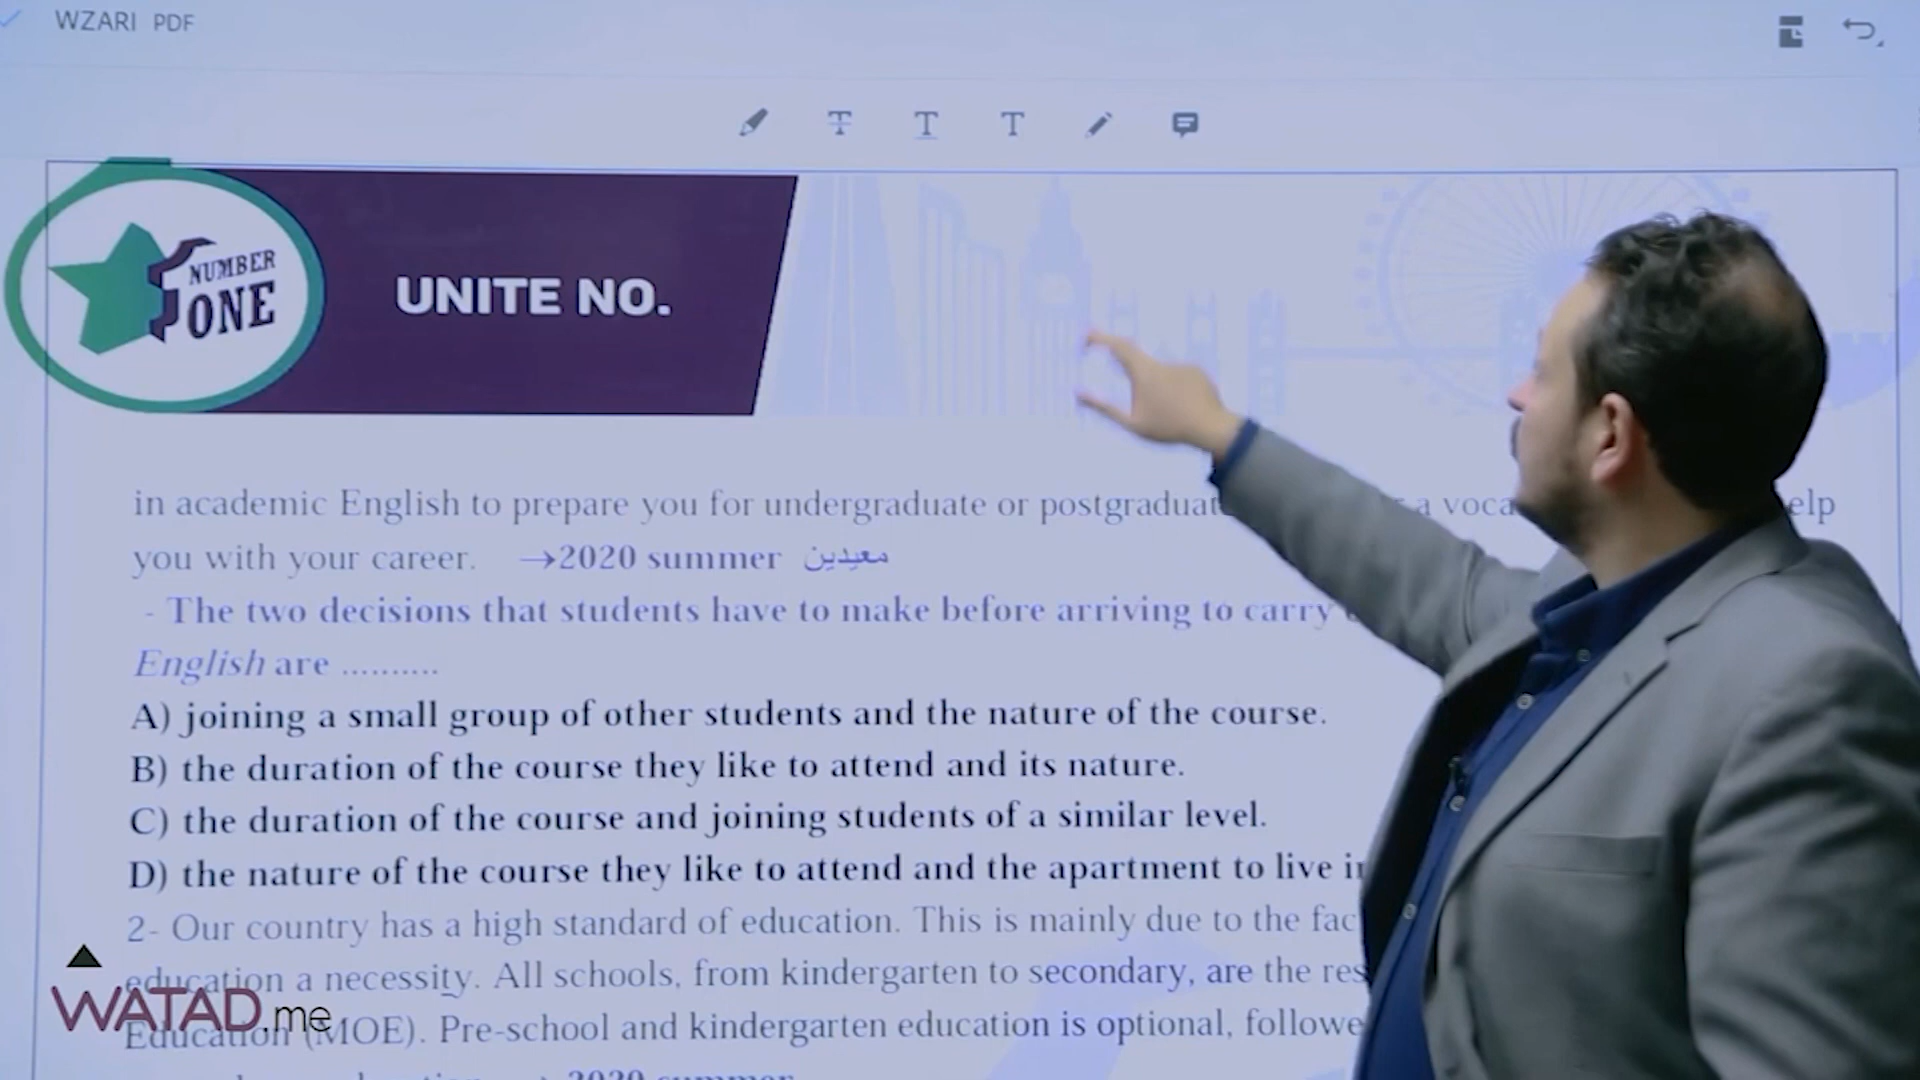 WZARI PDF
NUMBER
ONE
UNITE NO.
in academic English to prepare you for undergraduate or a
you with your career. →2020 summer معيدين
- The two decisions that students have to make before arriving to carry
English are ..........
A) joining a small group of other students and the nature of the course.
B) the duration of the course they like to attend and its nature.
C) the duration of the course and joining students of a similar level.
D) the nature of the course they like to attend and the apartment to live
2- Our country has a high standard of education. This is mainly due to the
education a necessity. All schools, from kindergarten to secondary, are the
Education (MOE). Pre-school and kindergarten education is optional,
2020 summer
WATAD.me